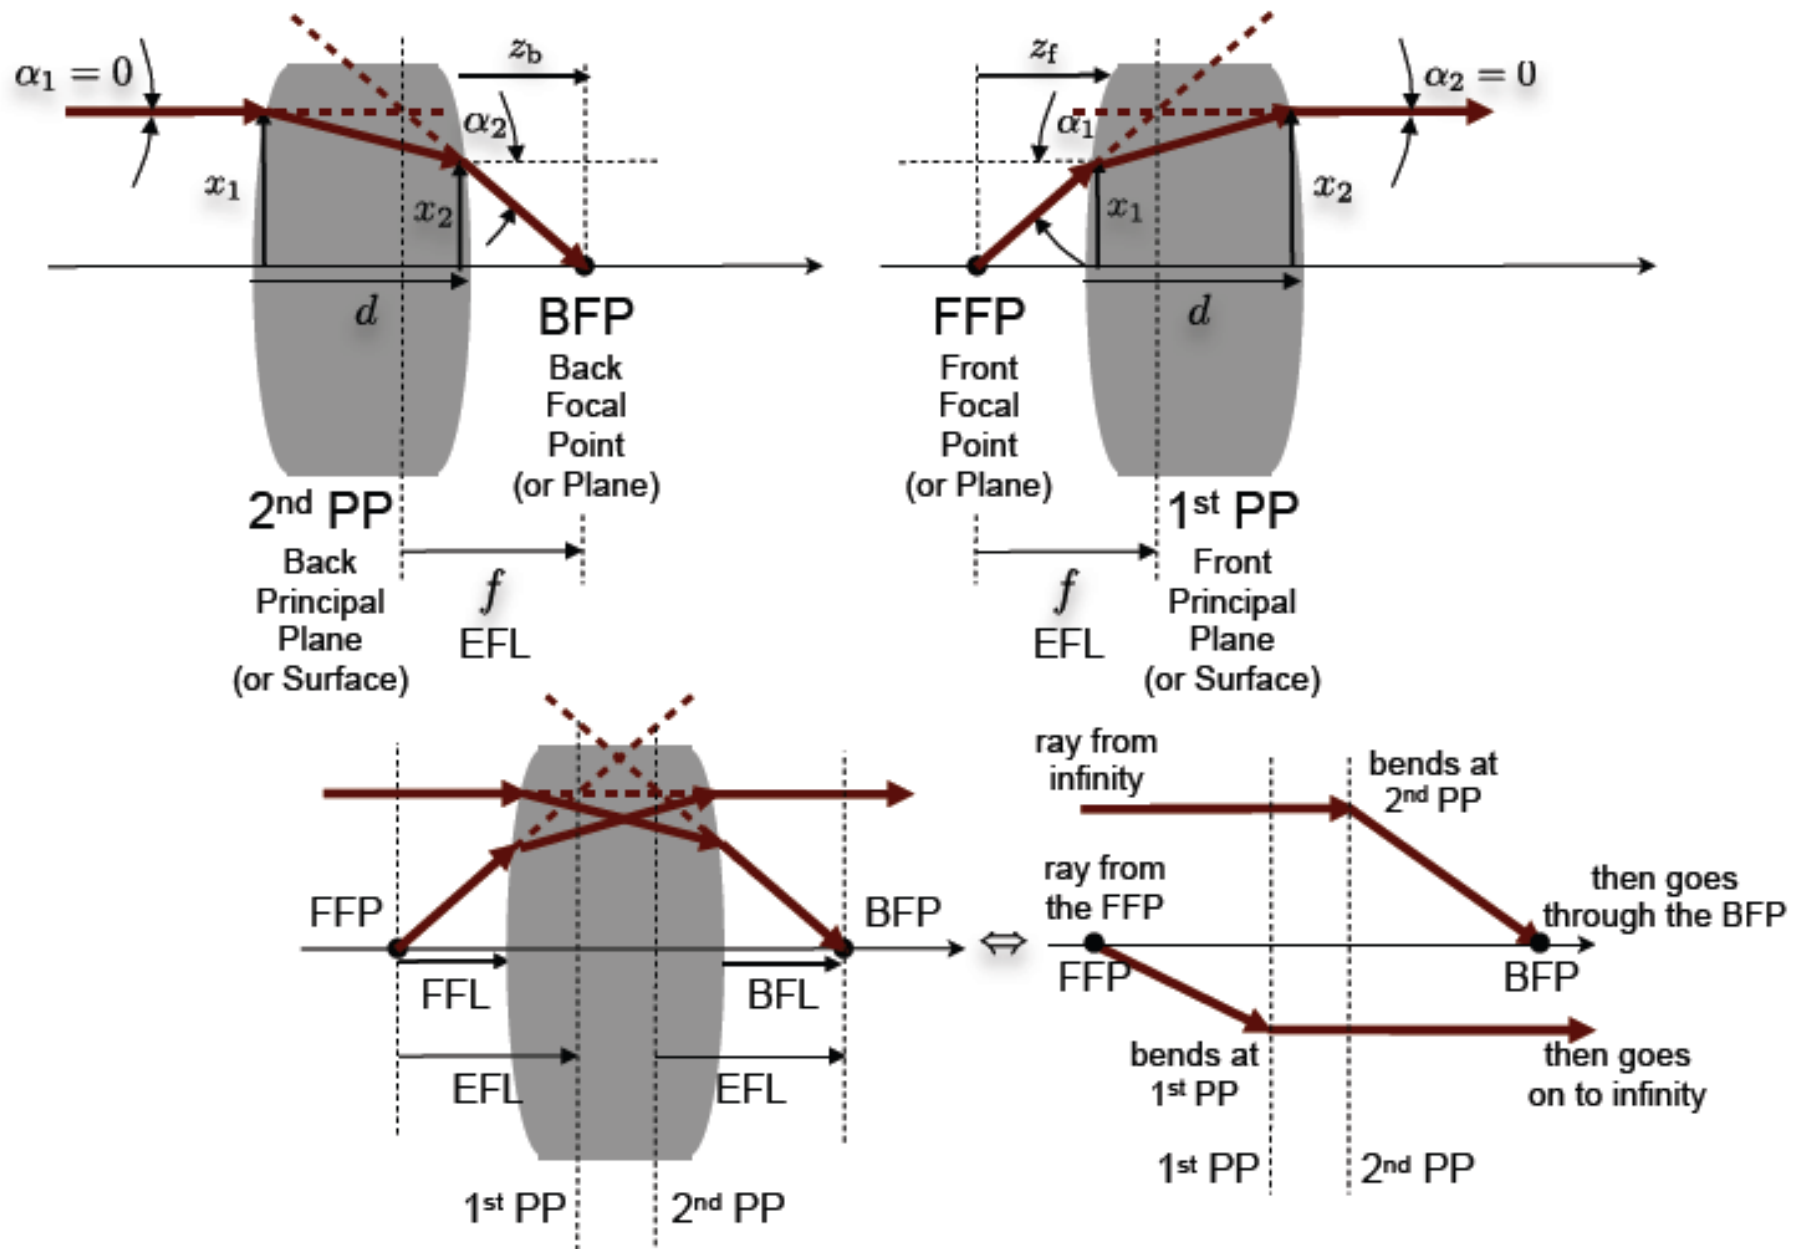 α₁ = 0
z_b
α₂
x₁
x₂
d
BFP
Back
Focal
Point
(or Plane)
2nd PP
Back
Principal
Plane
(or Surface)
f
EFL
z_f
α₂ = 0
α₁
x₁
x₂
d
FFP
Front
Focal
Point
(or Plane)
1st PP
Front
Principal
Plane
(or Surface)
f
EFL
FFP
BFP
FFL
BFL
EFL
EFL
1st PP
2nd PP
⇔
ray from
infinity
bends at
2nd PP
ray from
the FFP
then goes
through the BFP
FFP
BFP
bends at
1st PP
then goes
on to infinity
1st PP
2nd PP